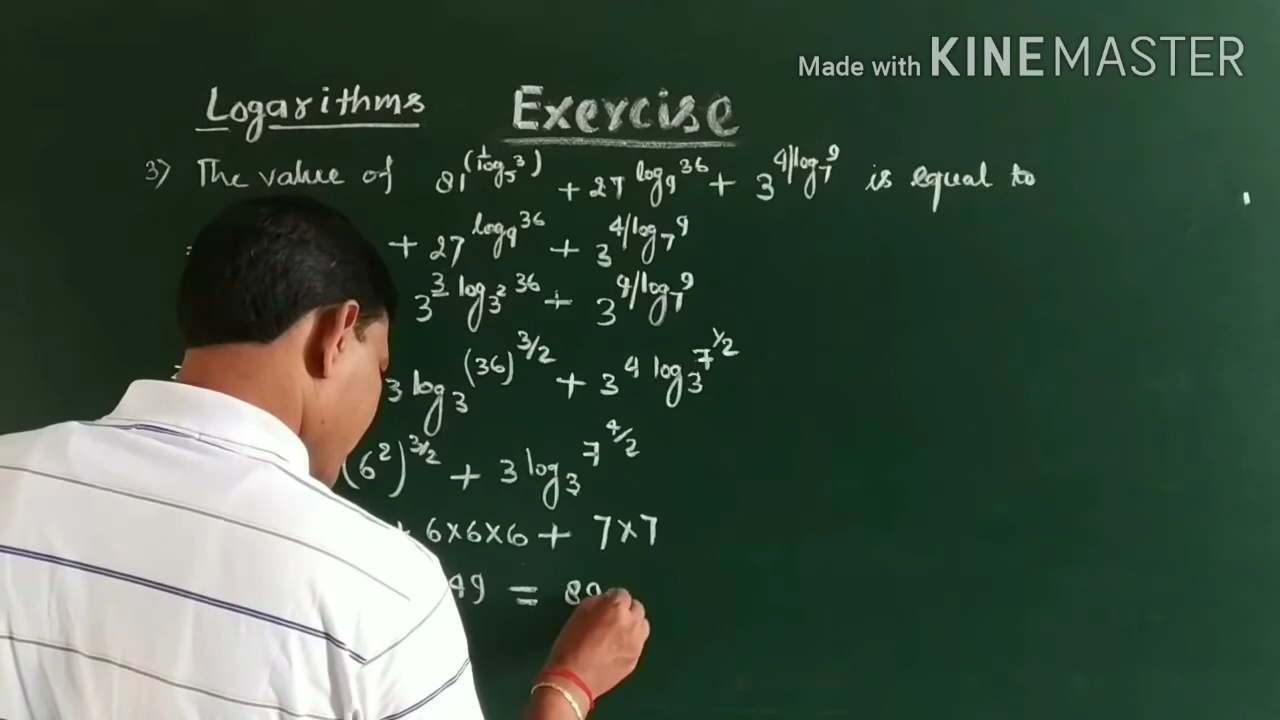 Made with KINEMASTER
Logarithms Exercise
3) The value of 81^(1/log_5 3) + 27^log_9 36 + 3^4/log_7 9 is equal to
= + 27^log_9 36 + 3^4/log_7 9
3^3 log_3^2 36 + 3^4/log_7 9
3 log_3 (36)^3/2 + 3^4 log_3 7^1/2
(6^2)^3/2 + 3 log_3 7^4/2
+ 6×6×6 + 7×7
49 = 89